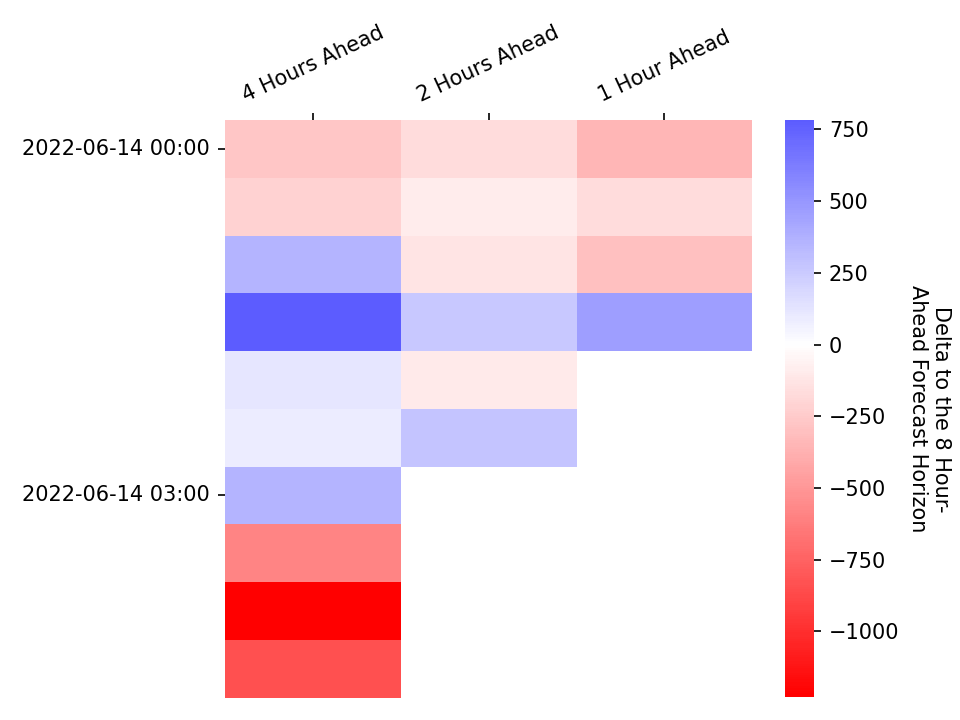 4 Hours Ahead
2 Hours Ahead
1 Hour Ahead
2022-06-14 00:00
2022-06-14 03:00
750
500
250
0
−250
−500
−750
−1000
Delta to the 8 Hour-
Ahead Forecast Horizon